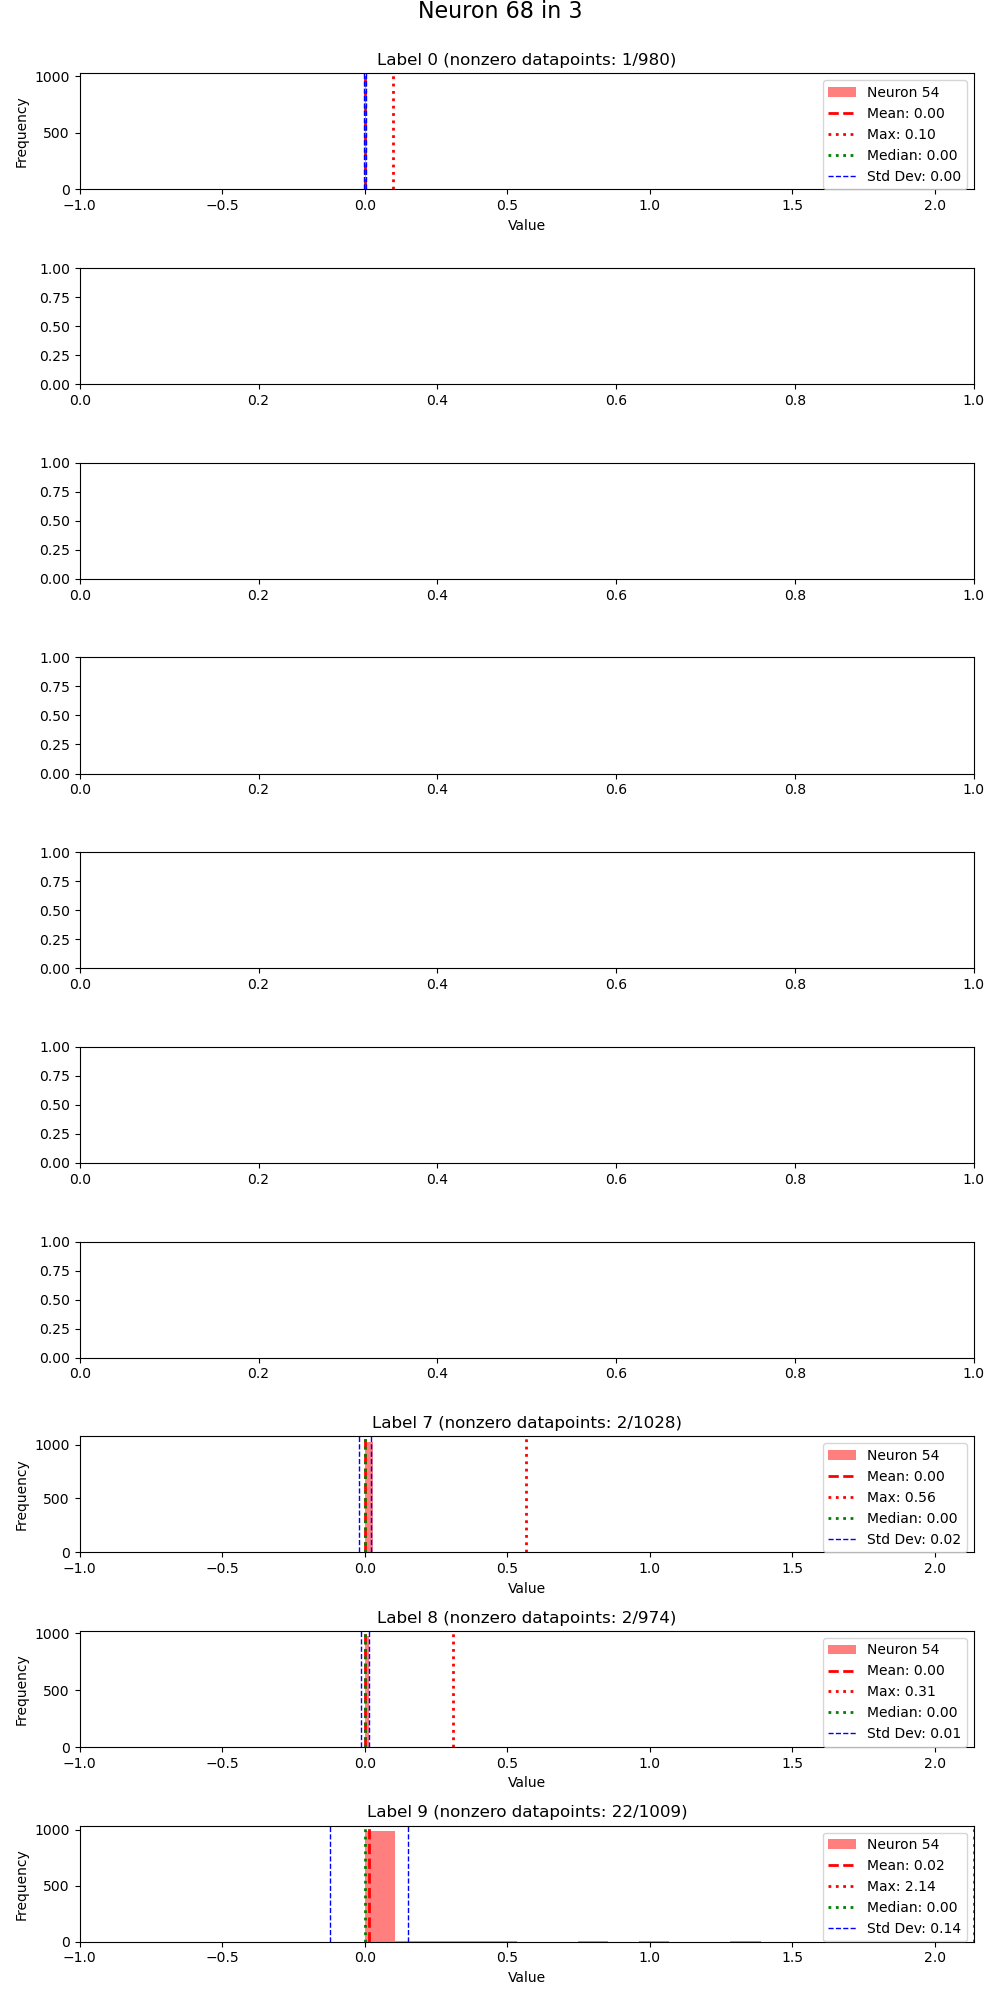 Neuron 68 in 3
Label 0 (nonzero datapoints: 1/980)
1000
500
0
Frequency
−1.0 −0.5 0.0 0.5 1.0 1.5 2.0
Value
Neuron 54
Mean: 0.00
Max: 0.10
Median: 0.00
Std Dev: 0.00
1.00
0.75
0.50
0.25
0.00
0.0 0.2 0.4 0.6 0.8 1.0
1.00
0.75
0.50
0.25
0.00
0.0 0.2 0.4 0.6 0.8 1.0
1.00
0.75
0.50
0.25
0.00
0.0 0.2 0.4 0.6 0.8 1.0
1.00
0.75
0.50
0.25
0.00
0.0 0.2 0.4 0.6 0.8 1.0
1.00
0.75
0.50
0.25
0.00
0.0 0.2 0.4 0.6 0.8 1.0
1.00
0.75
0.50
0.25
0.00
0.0 0.2 0.4 0.6 0.8 1.0
Label 7 (nonzero datapoints: 2/1028)
1000
500
0
Frequency
−1.0 −0.5 0.0 0.5 1.0 1.5 2.0
Value
Neuron 54
Mean: 0.00
Max: 0.56
Median: 0.00
Std Dev: 0.02
Label 8 (nonzero datapoints: 2/974)
1000
500
0
Frequency
−1.0 −0.5 0.0 0.5 1.0 1.5 2.0
Value
Neuron 54
Mean: 0.00
Max: 0.31
Median: 0.00
Std Dev: 0.01
Label 9 (nonzero datapoints: 22/1009)
1000
500
0
Frequency
−1.0 −0.5 0.0 0.5 1.0 1.5 2.0
Value
Neuron 54
Mean: 0.02
Max: 2.14
Median: 0.00
Std Dev: 0.14